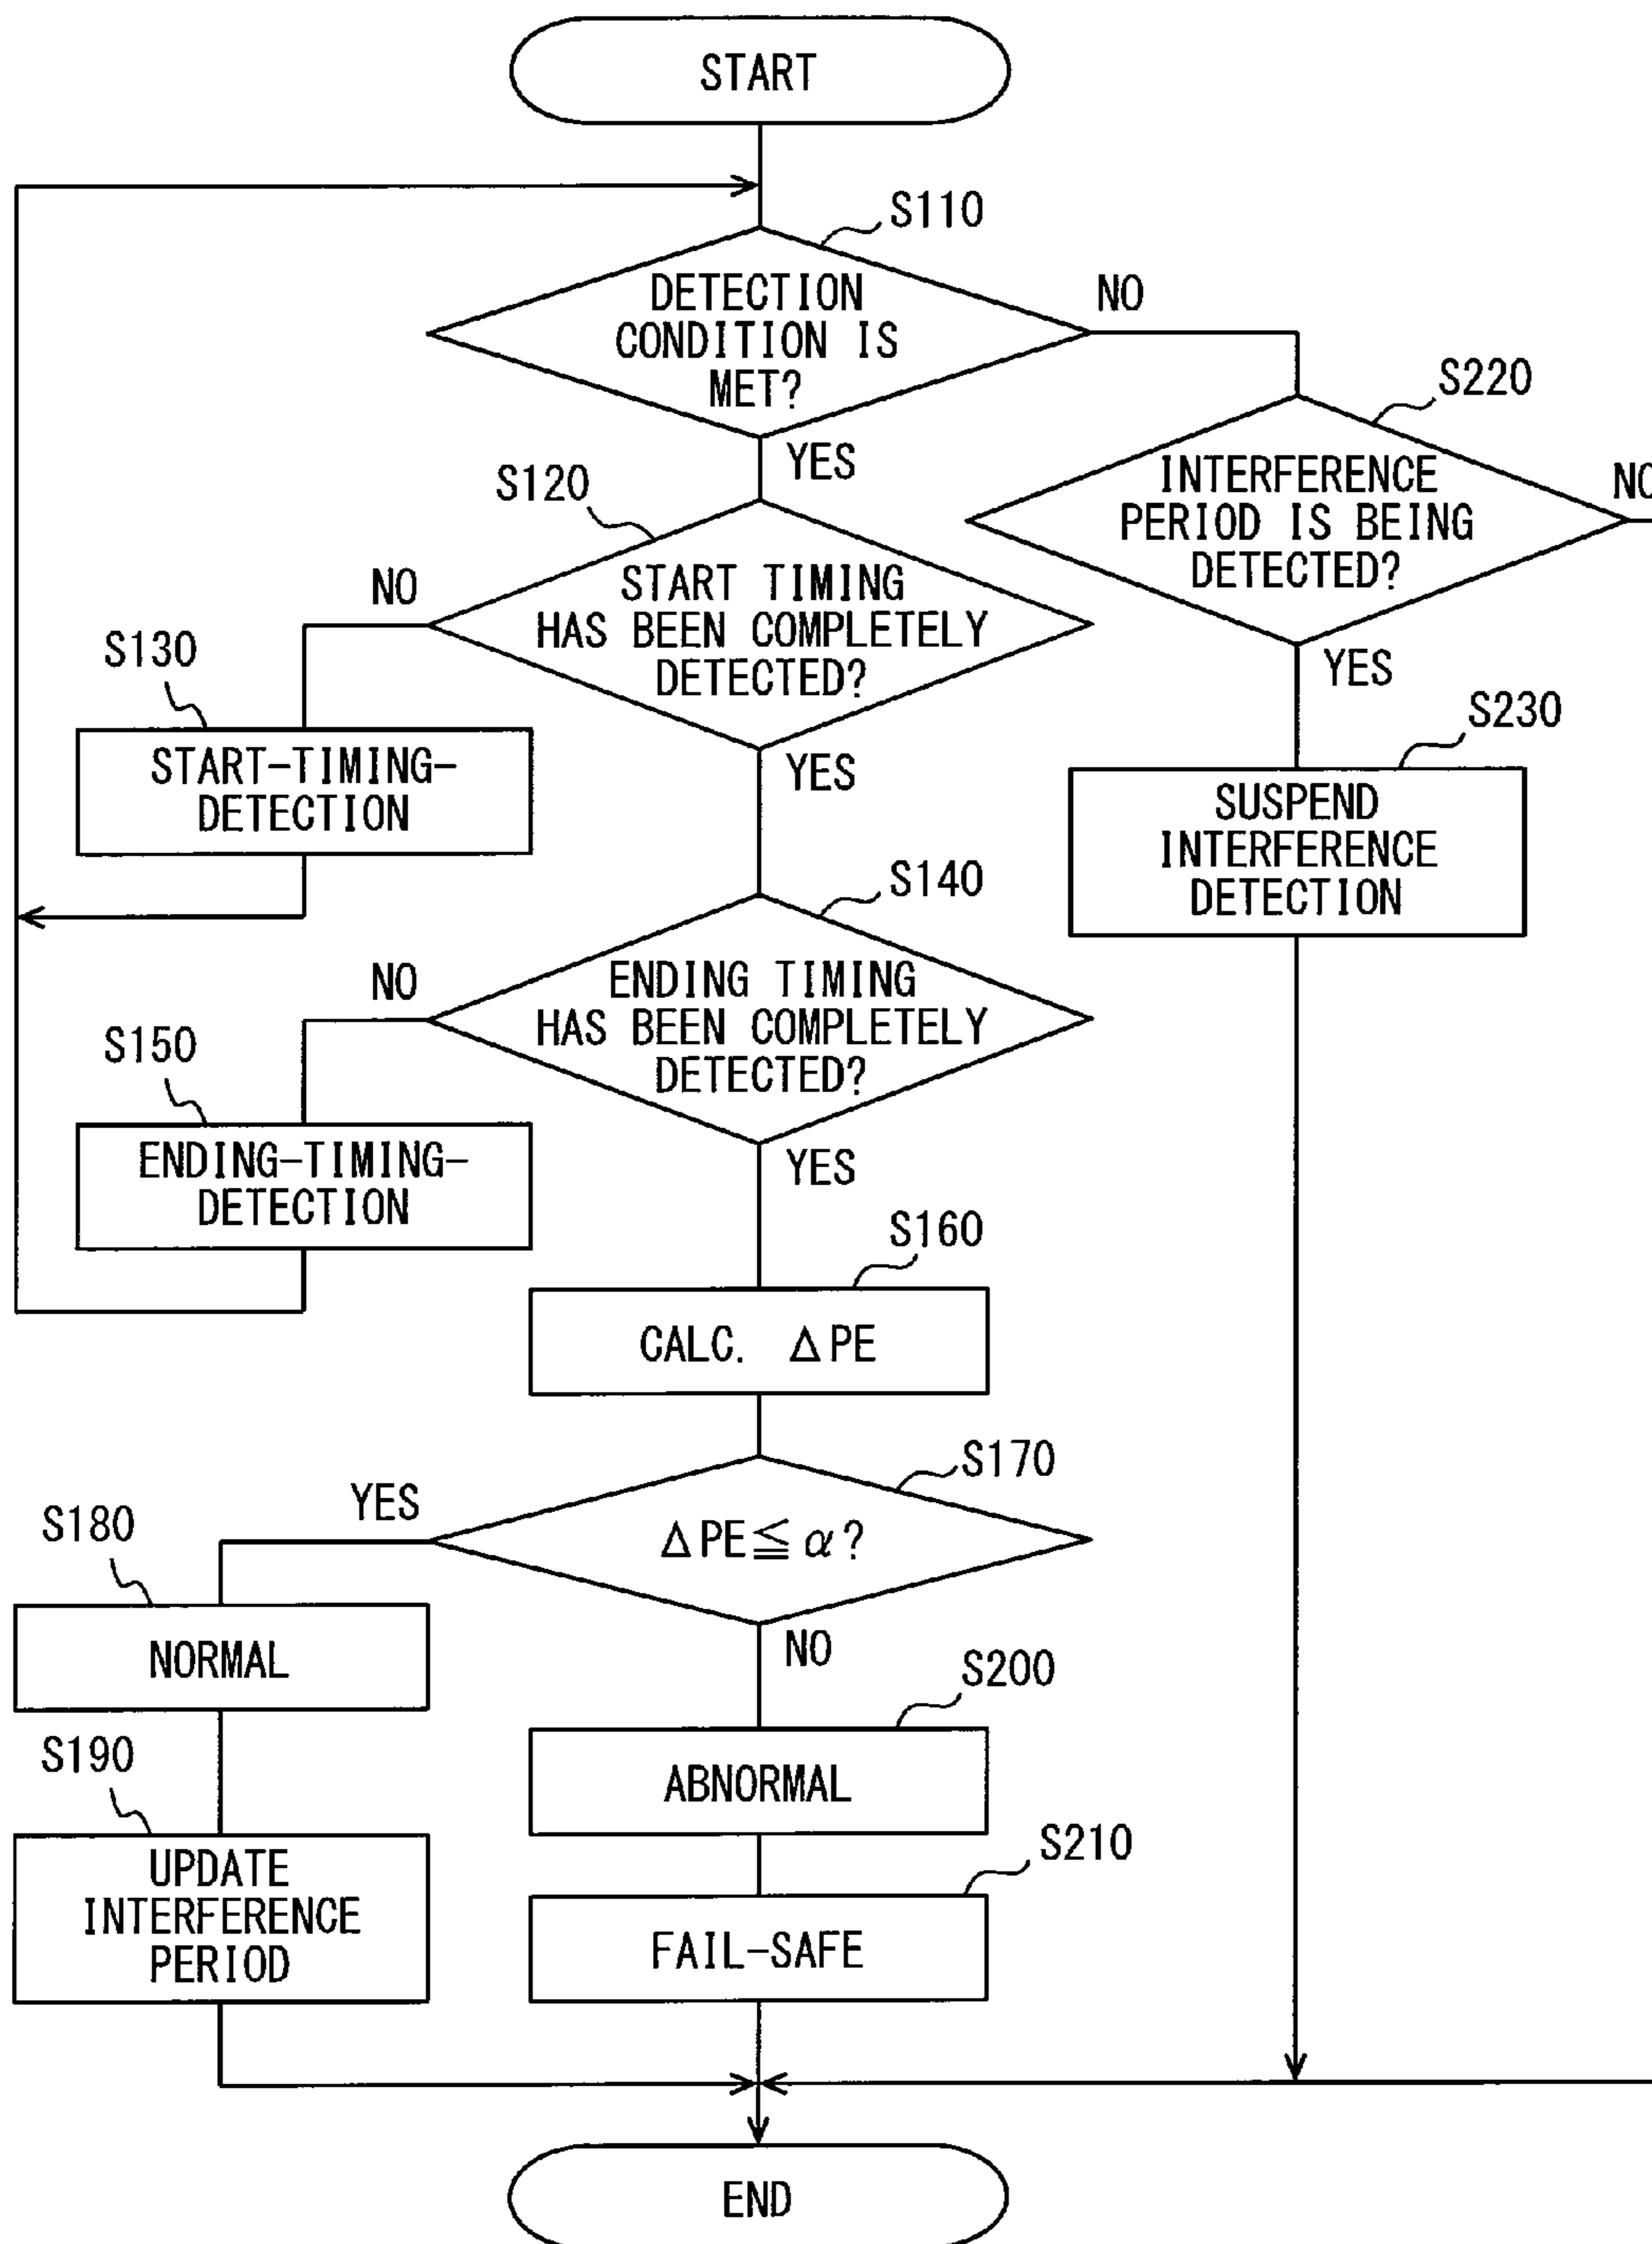 START
S110
DETECTION
CONDITION IS
MET?
NO
YES
S220
INTERFERENCE
PERIOD IS BEING
DETECTED?
NO
YES
S120
START TIMING
HAS BEEN COMPLETELY
DETECTED?
NO
YES
S130
START-TIMING-
DETECTION
S230
SUSPEND
INTERFERENCE
DETECTION
S140
ENDING TIMING
HAS BEEN COMPLETELY
DETECTED?
NO
YES
S150
ENDING-TIMING-
DETECTION
S160
CALC. ΔPE
S170
ΔPE≦α?
YES
NO
S180
NORMAL
S190
UPDATE
INTERFERENCE
PERIOD
S200
ABNORMAL
S210
FAIL-SAFE
END